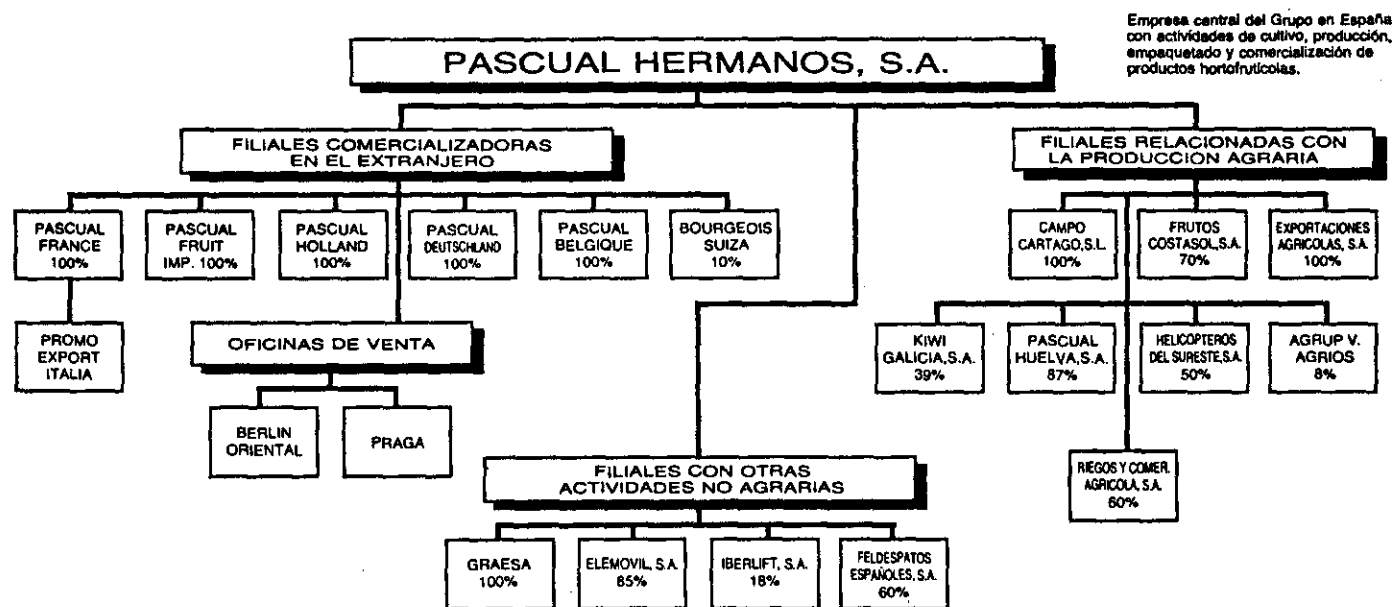 Empresa central del Grupo en España
con actividades de cultivo, producción,
empaquetado y comercialización de
productos hortofrutícolas.
PASCUAL HERMANOS, S.A.
FILIALES COMERCIALIZADORAS
EN EL EXTRANJERO
FILIALES RELACIONADAS CON
LA PRODUCCION AGRARIA
PASCUAL
FRANCE
100%
PASCUAL
FRUIT
IMP. 100%
PASCUAL
HOLLAND
100%
PASCUAL
DEUTSCHLAND
100%
PASCUAL
BELGIQUE
100%
BOURGEOIS
SUIZA
10%
CAMPO
CARTAGO, S.L.
100%
FRUTOS
COSTASOL, S.A.
70%
EXPORTACIONES
AGRICOLAS, S.A.
100%
PROMO
EXPORT
ITALIA
OFICINAS DE VENTA
KIWI
GALICIA, S.A.
39%
PASCUAL
HUELVA, S.A.
87%
HELICOPTEROS
DEL SURESTE, S.A.
50%
AGRUP V.
AGRIOS
8%
BERLIN
ORIENTAL
PRAGA
FILIALES CON OTRAS
ACTIVIDADES NO AGRARIAS
RIEGOS Y COMER.
AGRICOLA, S.A.
60%
GRAESA
100%
ELEMOVIL, S.A.
85%
IBERLIFT, S.A.
18%
FELDESPATOS
ESPAÑOLES, S.A.
60%